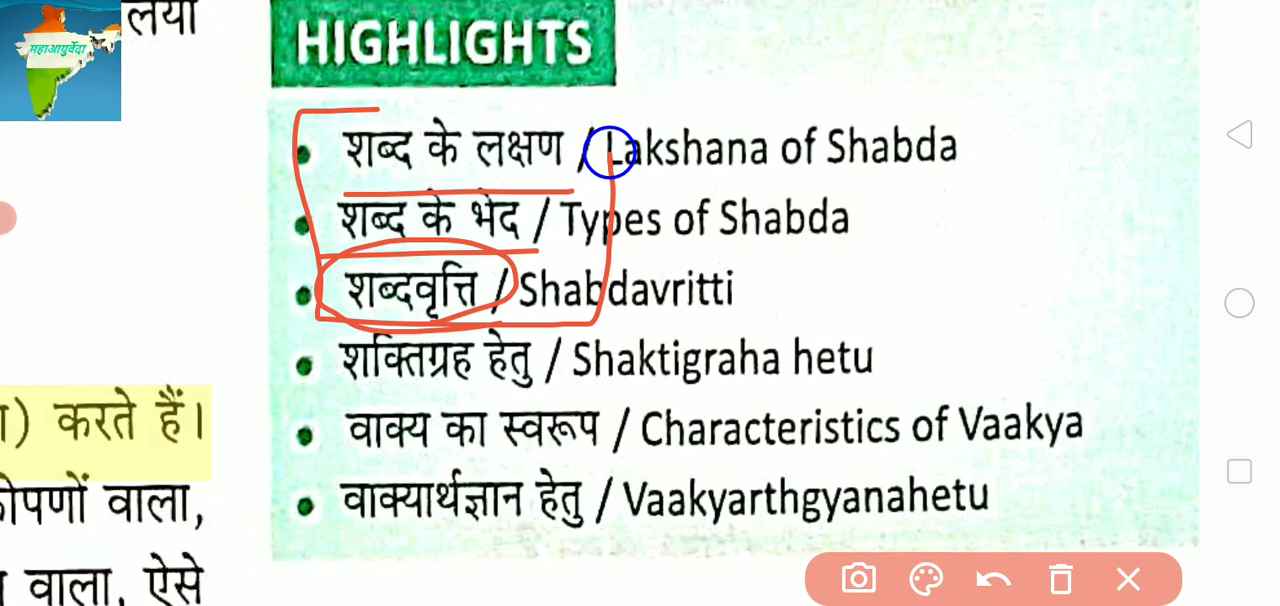 लया
महाआयुर्वेदा
HIGHLIGHTS
• शब्द के लक्षण / Lakshana of Shabda
• शब्द के भेद / Types of Shabda
• शब्दवृत्ति / Shabdavritti
• शक्तिग्रह हेतु / Shaktigraha hetu
• वाक्य का स्वरूप / Characteristics of Vaakya
• वाक्यार्थज्ञान हेतु / Vaakyarthgyanahetu
) करते हैं।
वाला,
वाला, ऐसे